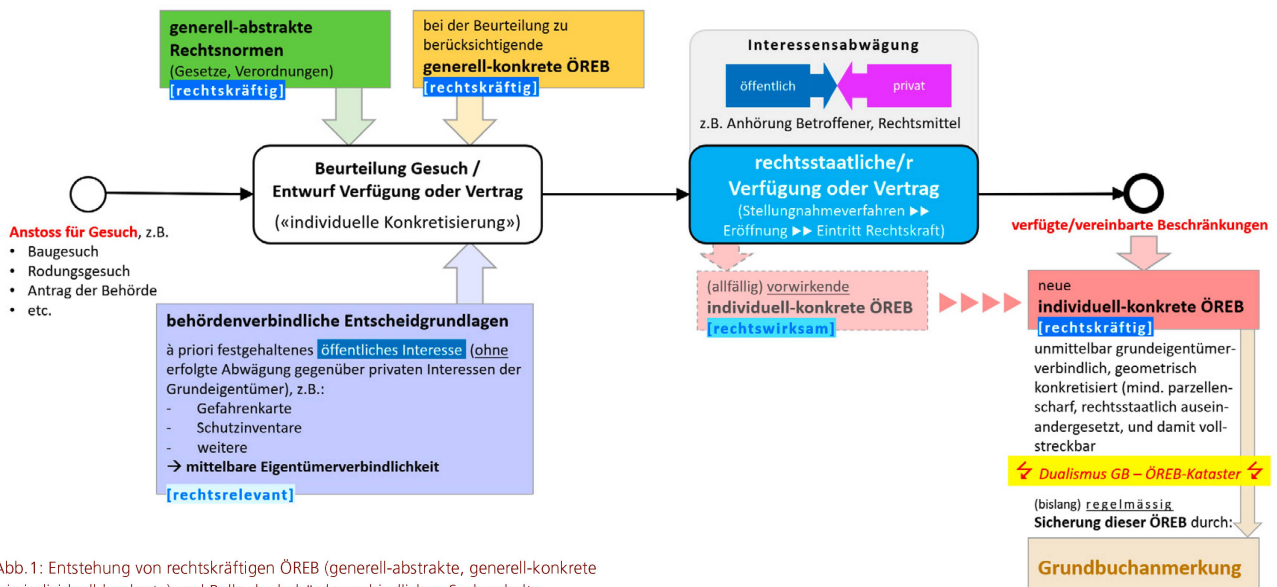 generell-abstrakte
Rechtsnormen
(Gesetze, Verordnungen)
[rechtskräftig]
bei der Beurteilung zu
berücksichtigende
generell-konkrete ÖREB
[rechtskräftig]
Interessensabwägung
öffentlich
privat
z.B. Anhörung Betroffener, Rechtsmittel
Beurteilung Gesuch /
Entwurf Verfügung oder Vertrag
(«individuelle Konkretisierung»)
rechtsstaatliche/r
Verfügung oder Vertrag
(Stellungnahmeverfahren ▶▶
Eröffnung ▶▶ Eintritt Rechtskraft)
Anstoss für Gesuch, z.B.
• Baugesuch
• Rodungsgesuch
• Antrag der Behörde
• etc.
verfügte/vereinbarte Beschränkungen
behördenverbindliche Entscheidgrundlagen
à priori festgehaltenes öffentliches Interesse (ohne
erfolgte Abwägung gegenüber privaten Interessen der
Grundeigentümer), z.B.:
- Gefahrenkarte
- Schutzinventare
- weitere
→ mittelbare Eigentümerverbindlichkeit
[rechtsrelevant]
(allfällig) vorwirkende
individuell-konkrete ÖREB
[rechtswirksam]
neue
individuell-konkrete ÖREB
[rechtskräftig]
unmittelbar grundeigentümer-
verbindlich, geometrisch
konkretisiert (mind. parzellen-
scharf, rechtsstaatlich ausein-
andergesetzt, und damit voll-
streckbar
Dualismus GB – ÖREB-Kataster
(bislang) regelmässig
Sicherung dieser ÖREB durch:
Grundbuchanmerkung
Abb. 1: Entstehung von rechtskräftigen ÖREB (generell-abstrakte, generell-konkrete